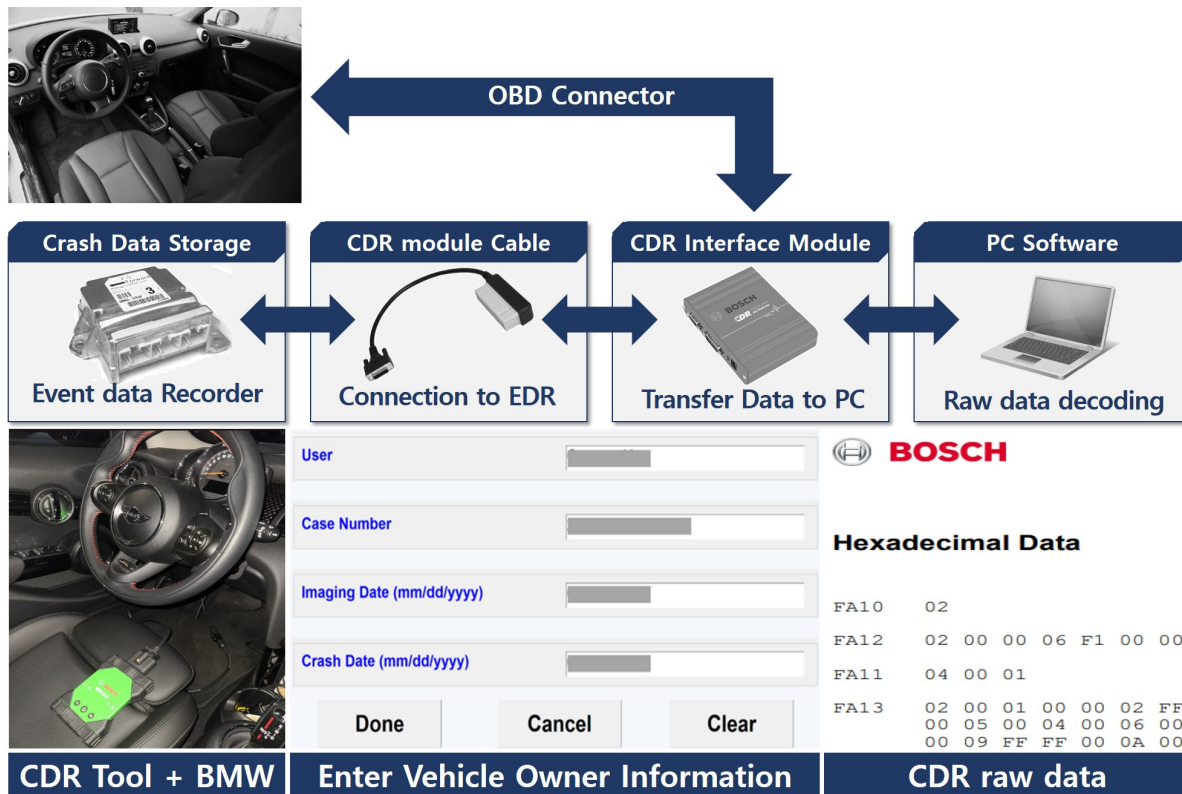 OBD Connector
Crash Data Storage
CDR module Cable
CDR Interface Module
PC Software
3
BOSCH
CDR
Event data Recorder
Connection to EDR
Transfer Data to PC
Raw data decoding
User
Case Number
Imaging Date (mm/dd/yyyy)
Crash Date (mm/dd/yyyy)
Done
Cancel
Clear
BOSCH
Hexadecimal Data
FA10 02
FA12 02 00 00 06 F1 00 00
FA11 04 00 01
FA13 02 00 01 00 00 02 FF
00 05 00 04 00 06 00
00 09 FF FF 00 0A 00
CDR Tool + BMW
Enter Vehicle Owner Information
CDR raw data